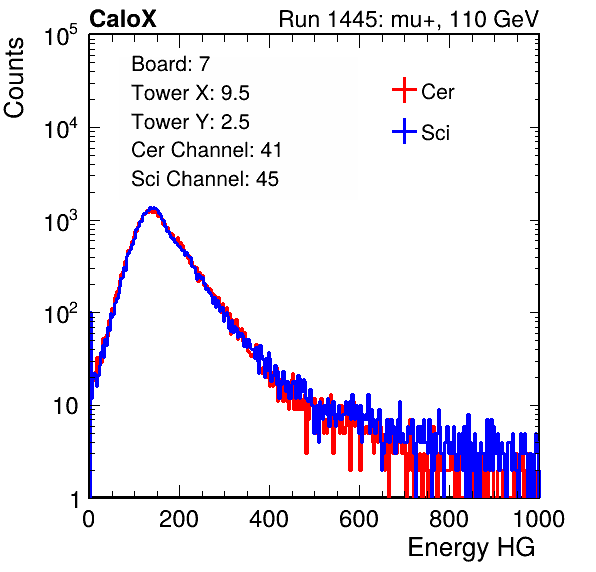 CaloX Run 1445: mu+, 110 GeV
Counts
Board: 7
Tower X: 9.5
Tower Y: 2.5
Cer Channel: 41
Sci Channel: 45
Cer
Sci
10^5
10^4
10^3
10^2
10
1
0 200 400 600 800 1000
Energy HG